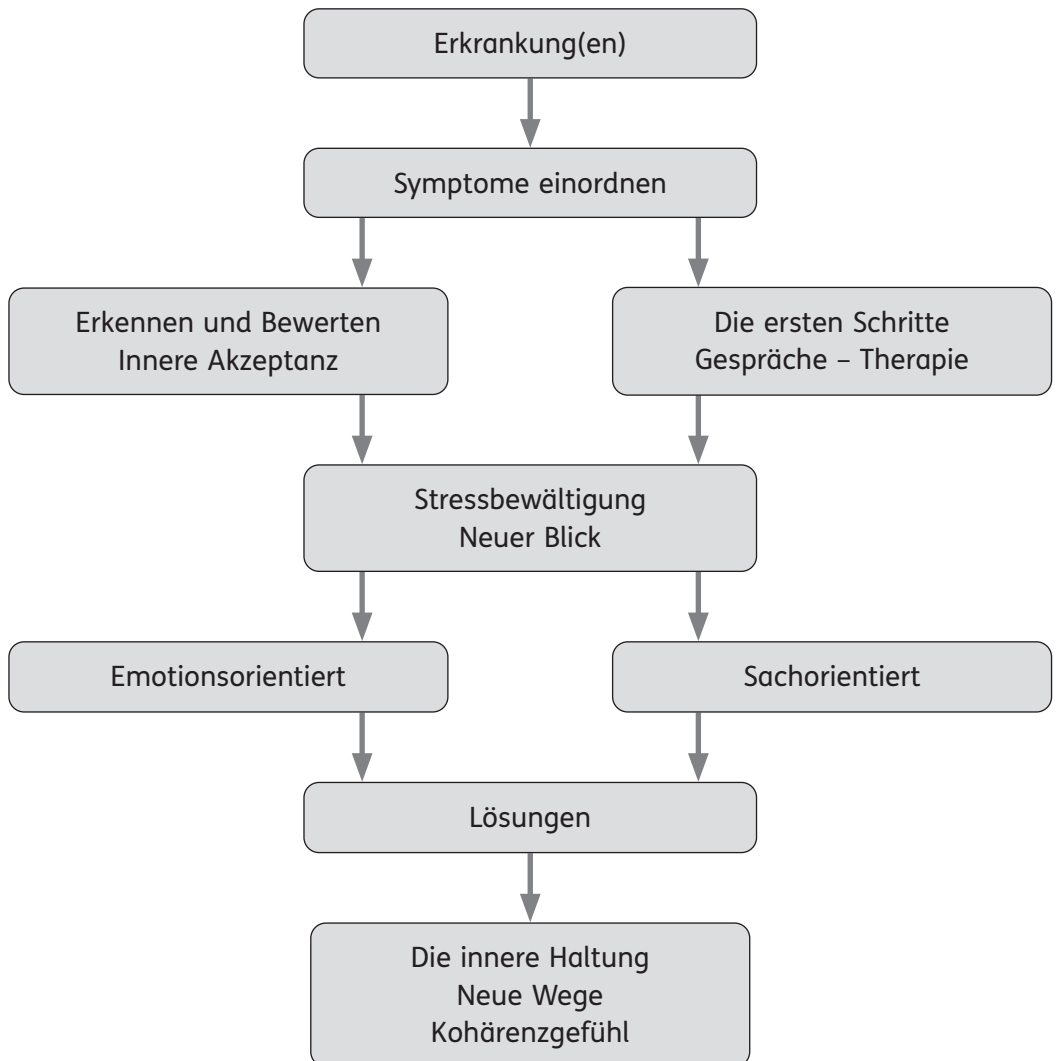 Erkrankung(en)
Symptome einordnen
Erkennen und Bewerten
Innere Akzeptanz
Die ersten Schritte
Gespräche – Therapie
Stressbewältigung
Neuer Blick
Emotionsorientiert
Sachorientiert
Lösungen
Die innere Haltung
Neue Wege
Kohärenzgefühl